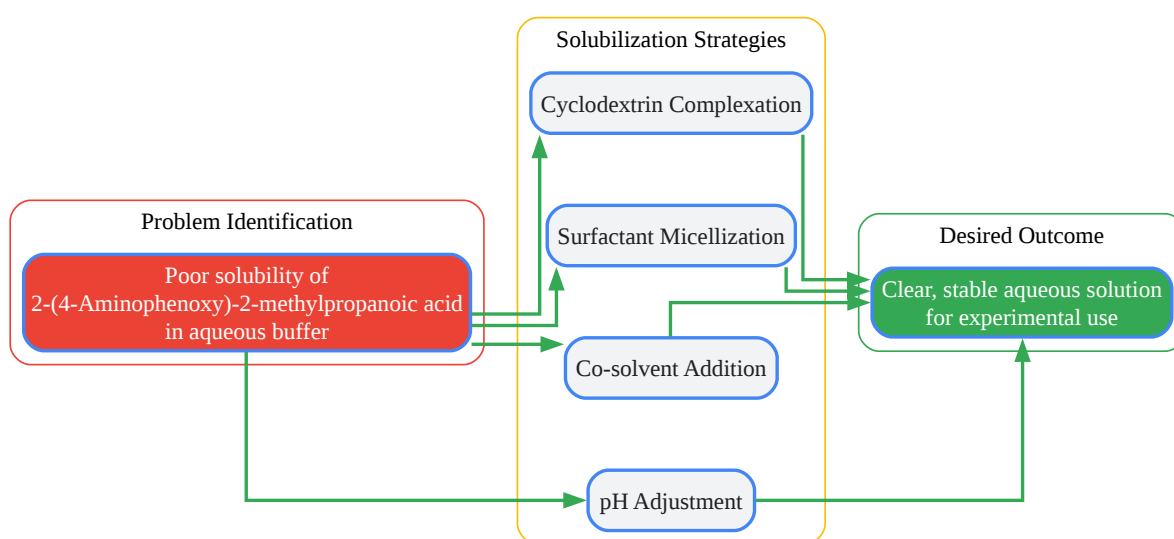 Solubilization Strategies
Cyclodextrin Complexation
Problem Identification
Poor solubility of
2-(4-Aminophenoxy)-2-methylpropanoic acid
in aqueous buffer
Surfactant Micellization
Co-solvent Addition
pH Adjustment
Desired Outcome
Clear, stable aqueous solution
for experimental use